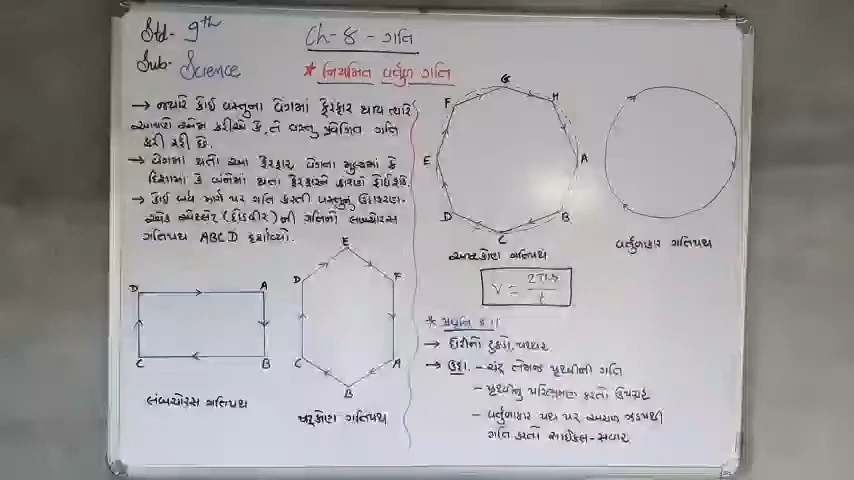 Std- 9th
Sub- Science
Ch-8 - ગતિ
* નિયમિત વર્તુળ ગતિ
→ જ્યારે કોઈ વસ્તુના વેગમાં ફેરફાર થાય ત્યારે
આપણે એમ કહીએ કે, તે વસ્તુ પ્રવેગિત ગતિ
કરી રહી છે.
→ વેગમાં થતો આ ફેરફાર, વેગના મૂલ્યમાં કે
દિશામાં કે બંનેમાં થતા ફેરફારને કારણે હોઈ શકે.
→ કોઈ બંધ માર્ગ પર ગતિ કરતી વસ્તુનું ઉદાહરણ-
એક એથ્લેટ (દોડવીર) ની ગતિનો લંબચોરસ
ગતિપથ ABCD દર્શાવ્યો.
D A
C B
લંબચોરસ ગતિપથ
E
D F
C A
B
ષટ્કોણ ગતિપથ
G
F H
E A
D B
C
અષ્ટકોણ ગતિપથ
વર્તુળાકાર ગતિપથ
V = 2πr / t
* પ્રવૃત્તિ 8.11
→ દોરીનો ટુકડો, પથ્થર
→ ઉદા. - ચંદ્ર તેમજ પૃથ્વીની ગતિ
- પૃથ્વીનું પરિભ્રમણ કરતો ઉપગ્રહ
- વર્તુળાકાર પથ પર અચળ ઝડપથી
ગતિ કરતો સાઈકલ-સવાર